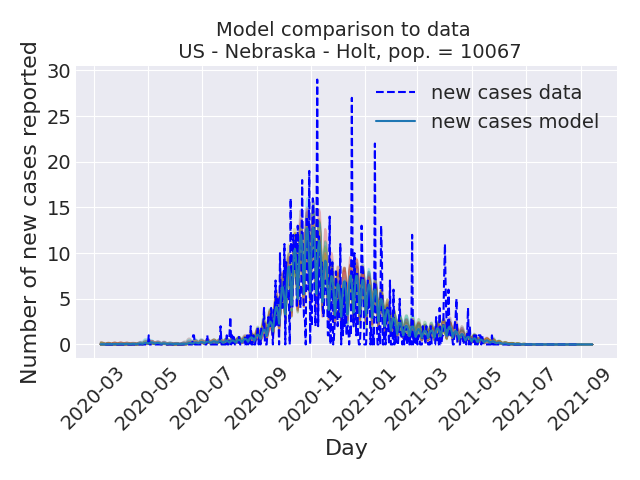 Model comparison to data
US - Nebraska - Holt, pop. = 10067
Number of new cases reported
30
25
20
15
10
5
0
new cases data
new cases model
2020-03
2020-05
2020-07
2020-09
2020-11
2021-01
2021-03
2021-05
2021-07
2021-09
Day